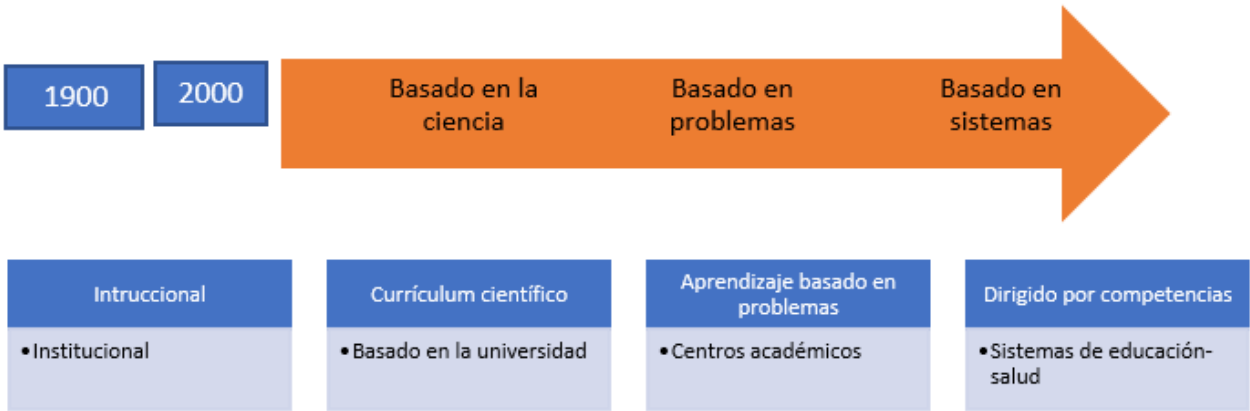 1900
2000
Basado en la
ciencia
Basado en
problemas
Basado en
sistemas
Intruccional
•Institucional
Currículum científico
•Basado en la universidad
Aprendizaje basado en
problemas
•Centros académicos
Dirigido por competencias
•Sistemas de educación-
salud